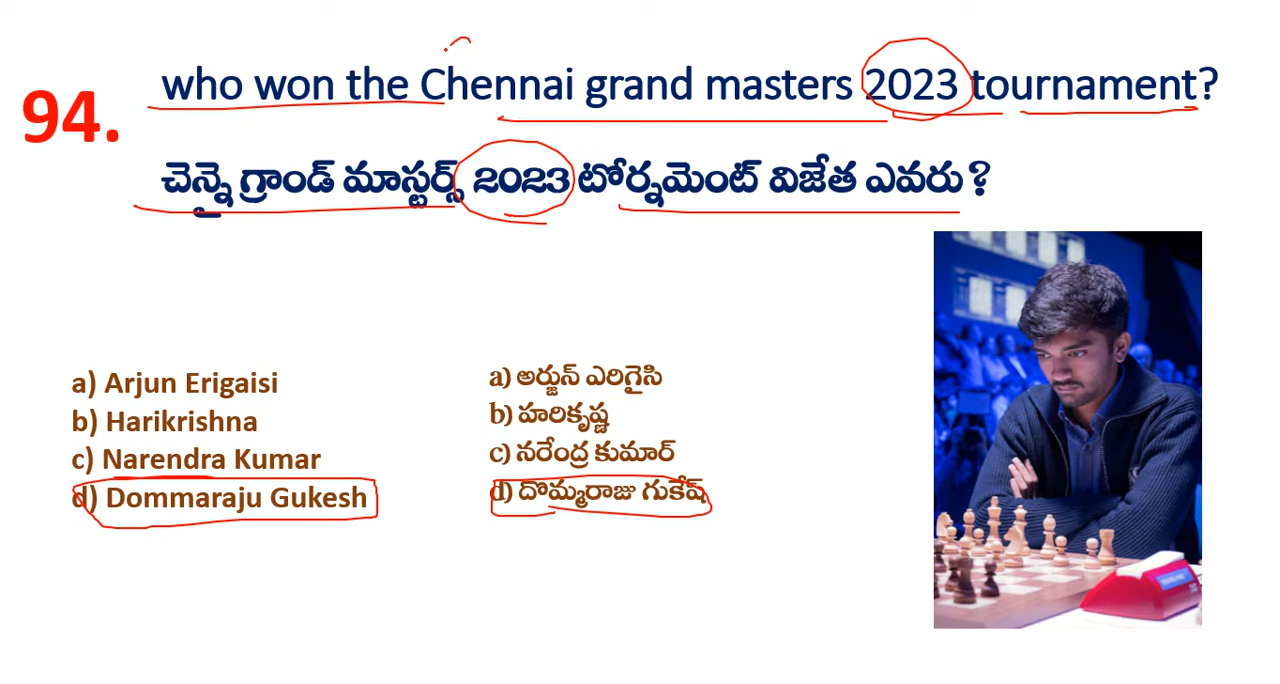 94.
who won the Chennai grand masters 2023 tournament?
చెన్నై గ్రాండ్ మాస్టర్స్ 2023 టోర్నమెంట్ విజేత ఎవరు?
a) Arjun Erigaisi
b) Harikrishna
c) Narendra Kumar
d) Dommaraju Gukesh
a) అర్జున్ ఎరిగైసి
b) హరికృష్ణ
c) నరేంద్ర కుమార్
d) దొమ్మరాజు గుకేష్